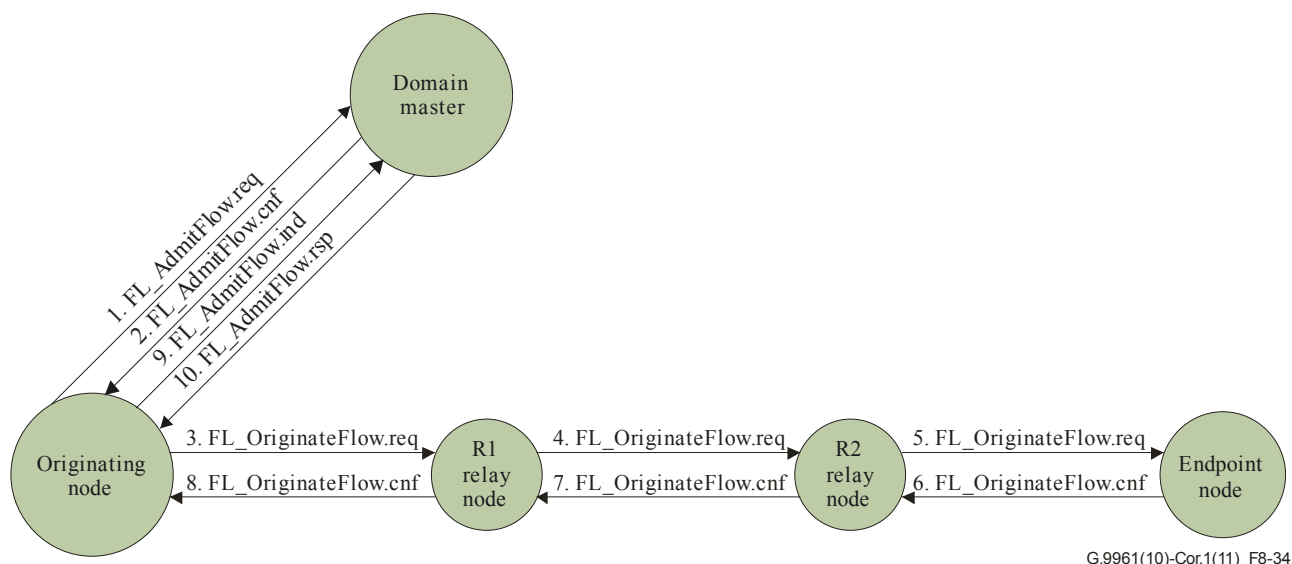 Domain
master
1. FL_AdmitFlow.req
2. FL_AdmitFlow.cnf
9. FL_AdmitFlow.ind
10. FL_AdmitFlow.rsp
Originating
node
3. FL_OriginateFlow.req
8. FL_OriginateFlow.cnf
R1
relay
node
4. FL_OriginateFlow.req
7. FL_OriginateFlow.cnf
R2
relay
node
5. FL_OriginateFlow.req
6. FL_OriginateFlow.cnf
Endpoint
node
G.9961(10)-Cor.1(11)_F8-34